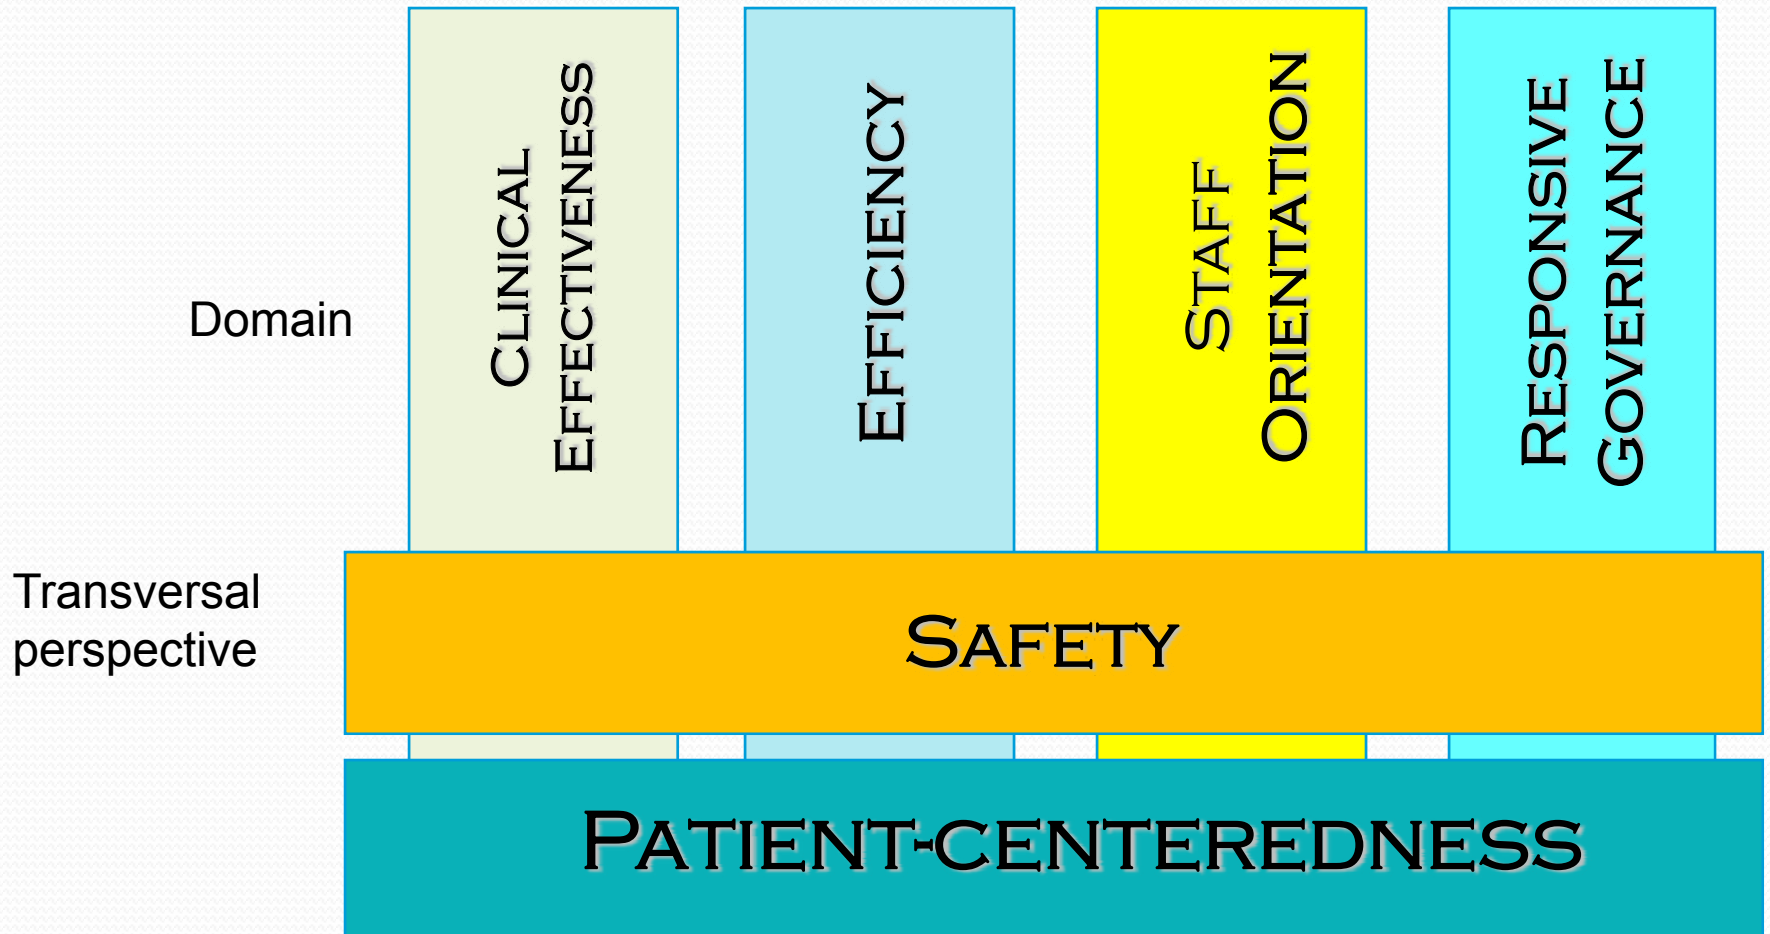 Domain
CLINICAL
EFFECTIVENESS
EFFICIENCY
STAFF
ORIENTATION
RESPONSIVE
GOVERNANCE
Transversal
perspective
SAFETY
PATIENT-CENTEREDNESS